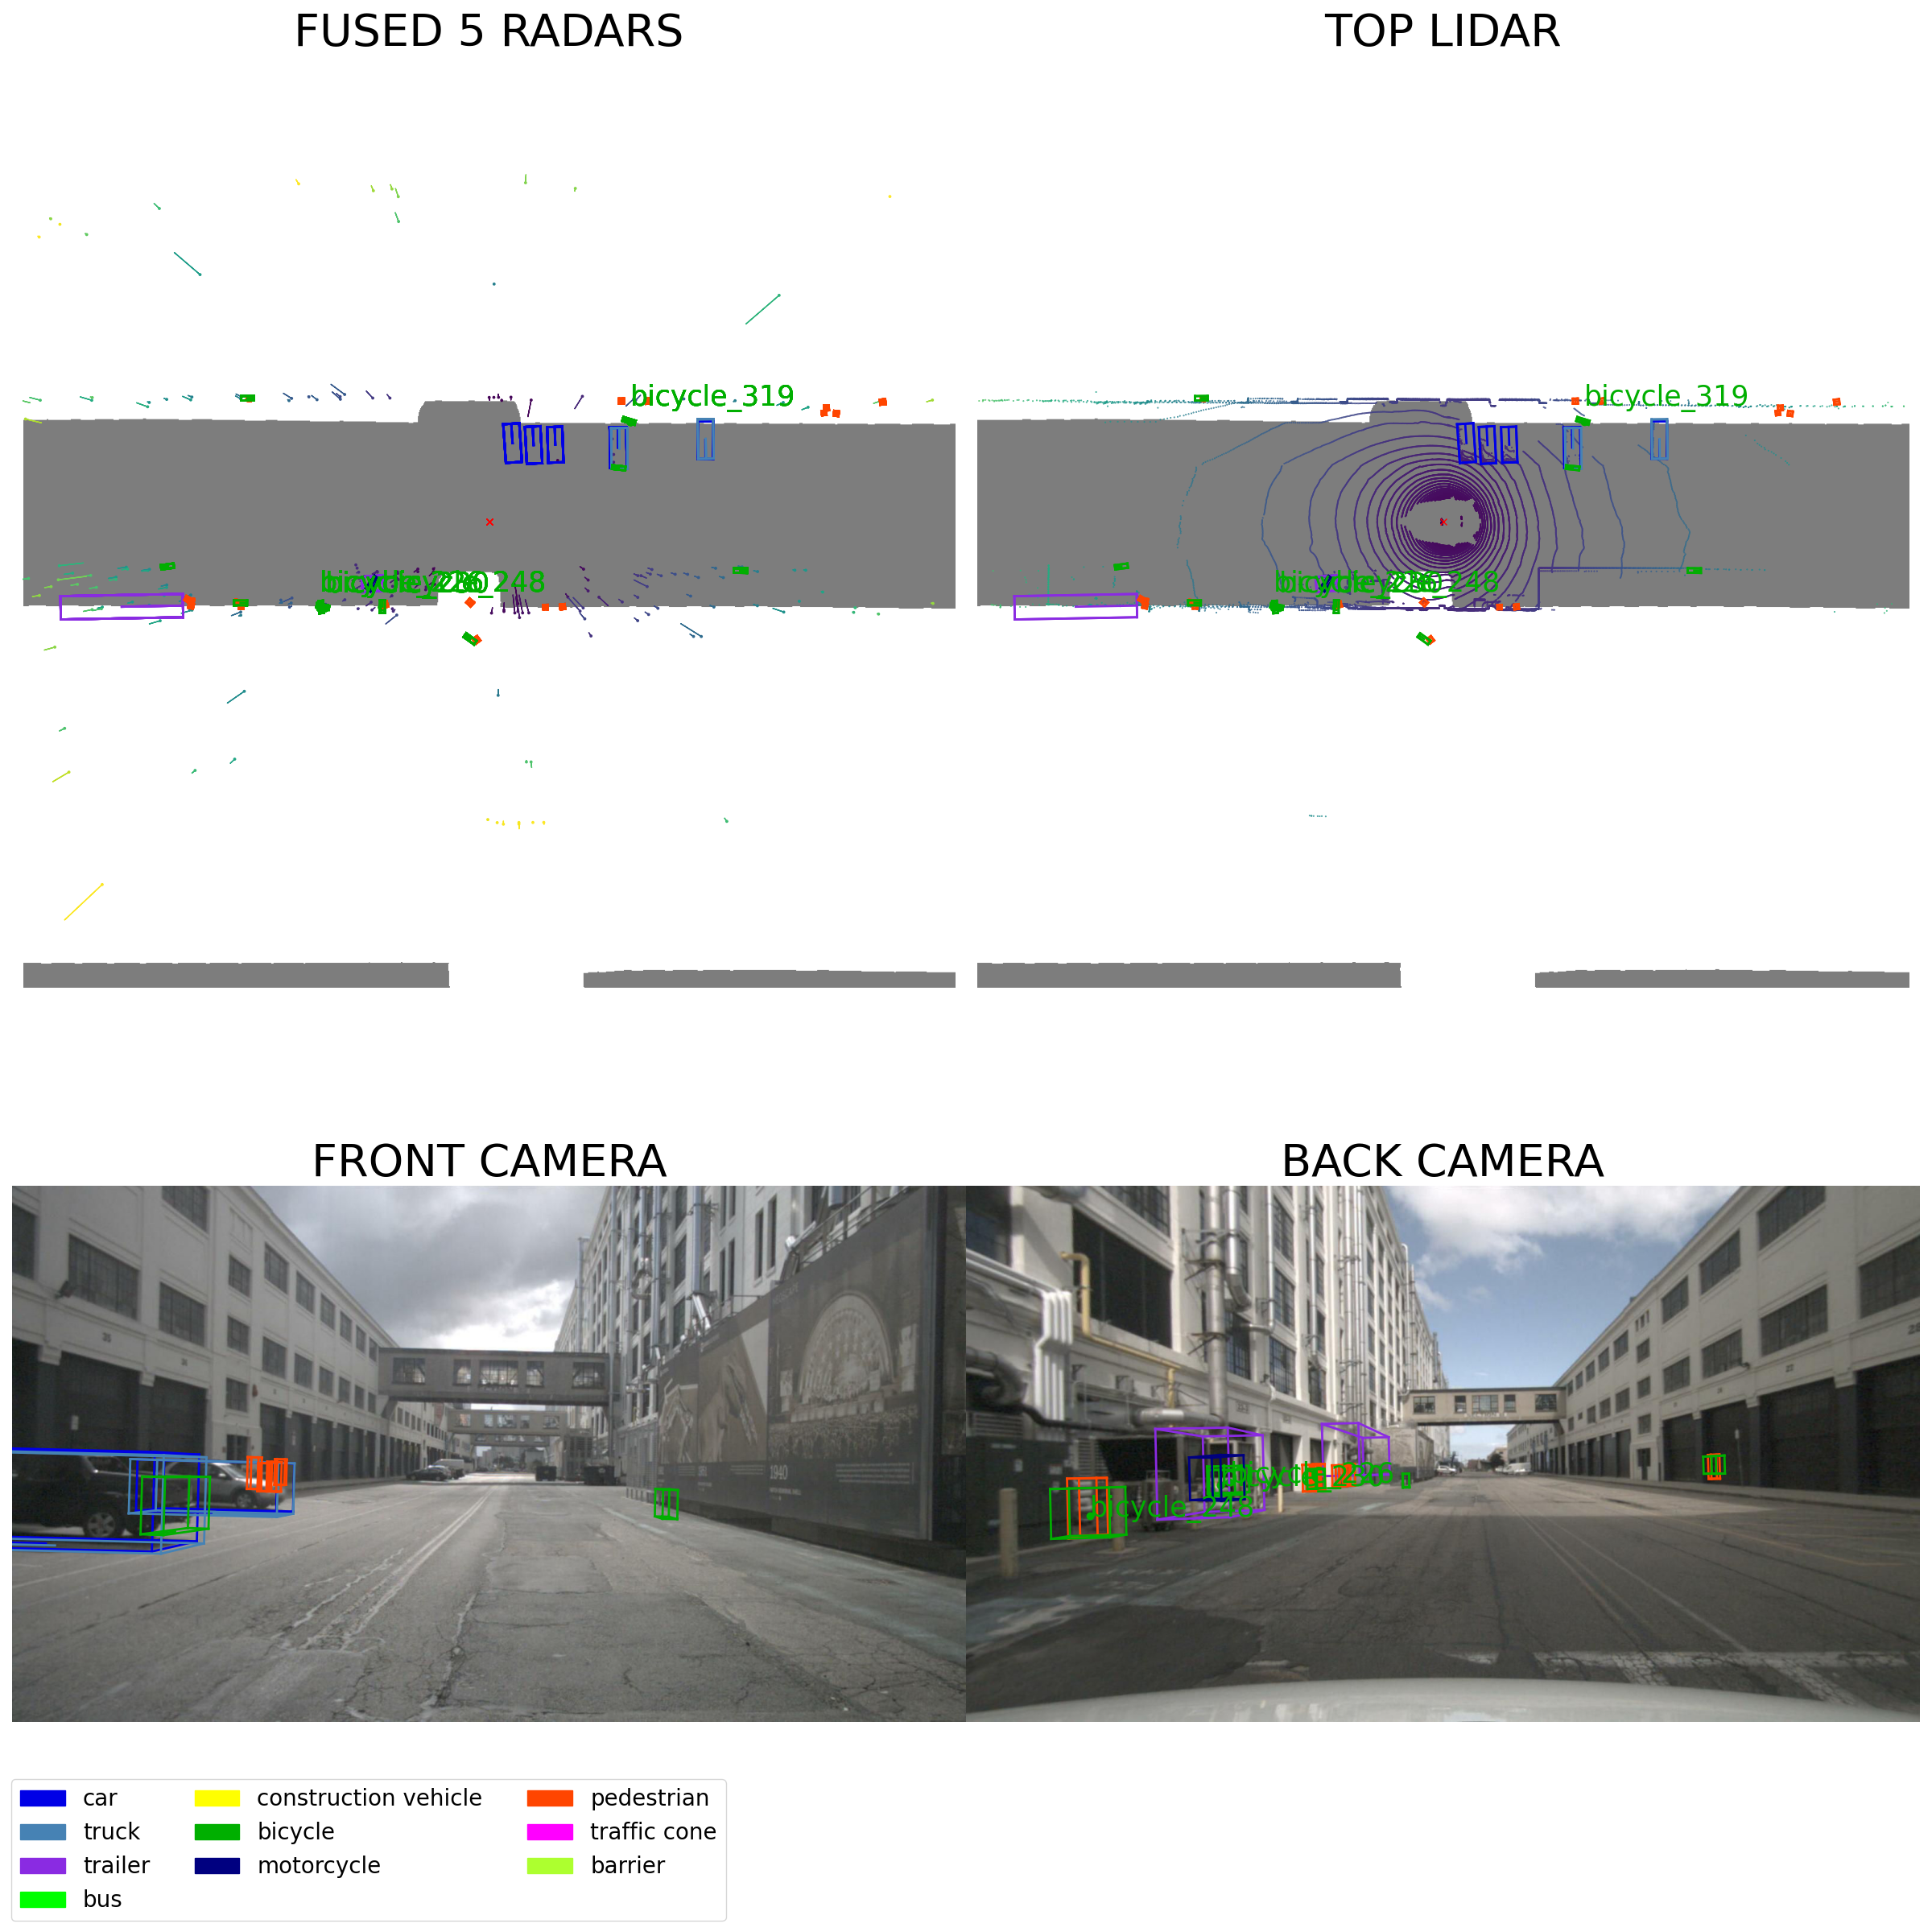 FUSED 5 RADARS
TOP LIDAR
bicycle_319
bicycle_319
FRONT CAMERA
BACK CAMERA
1940
bicycle_248
car
construction vehicle
pedestrian
truck
bicycle
traffic cone
trailer
motorcycle
barrier
bus